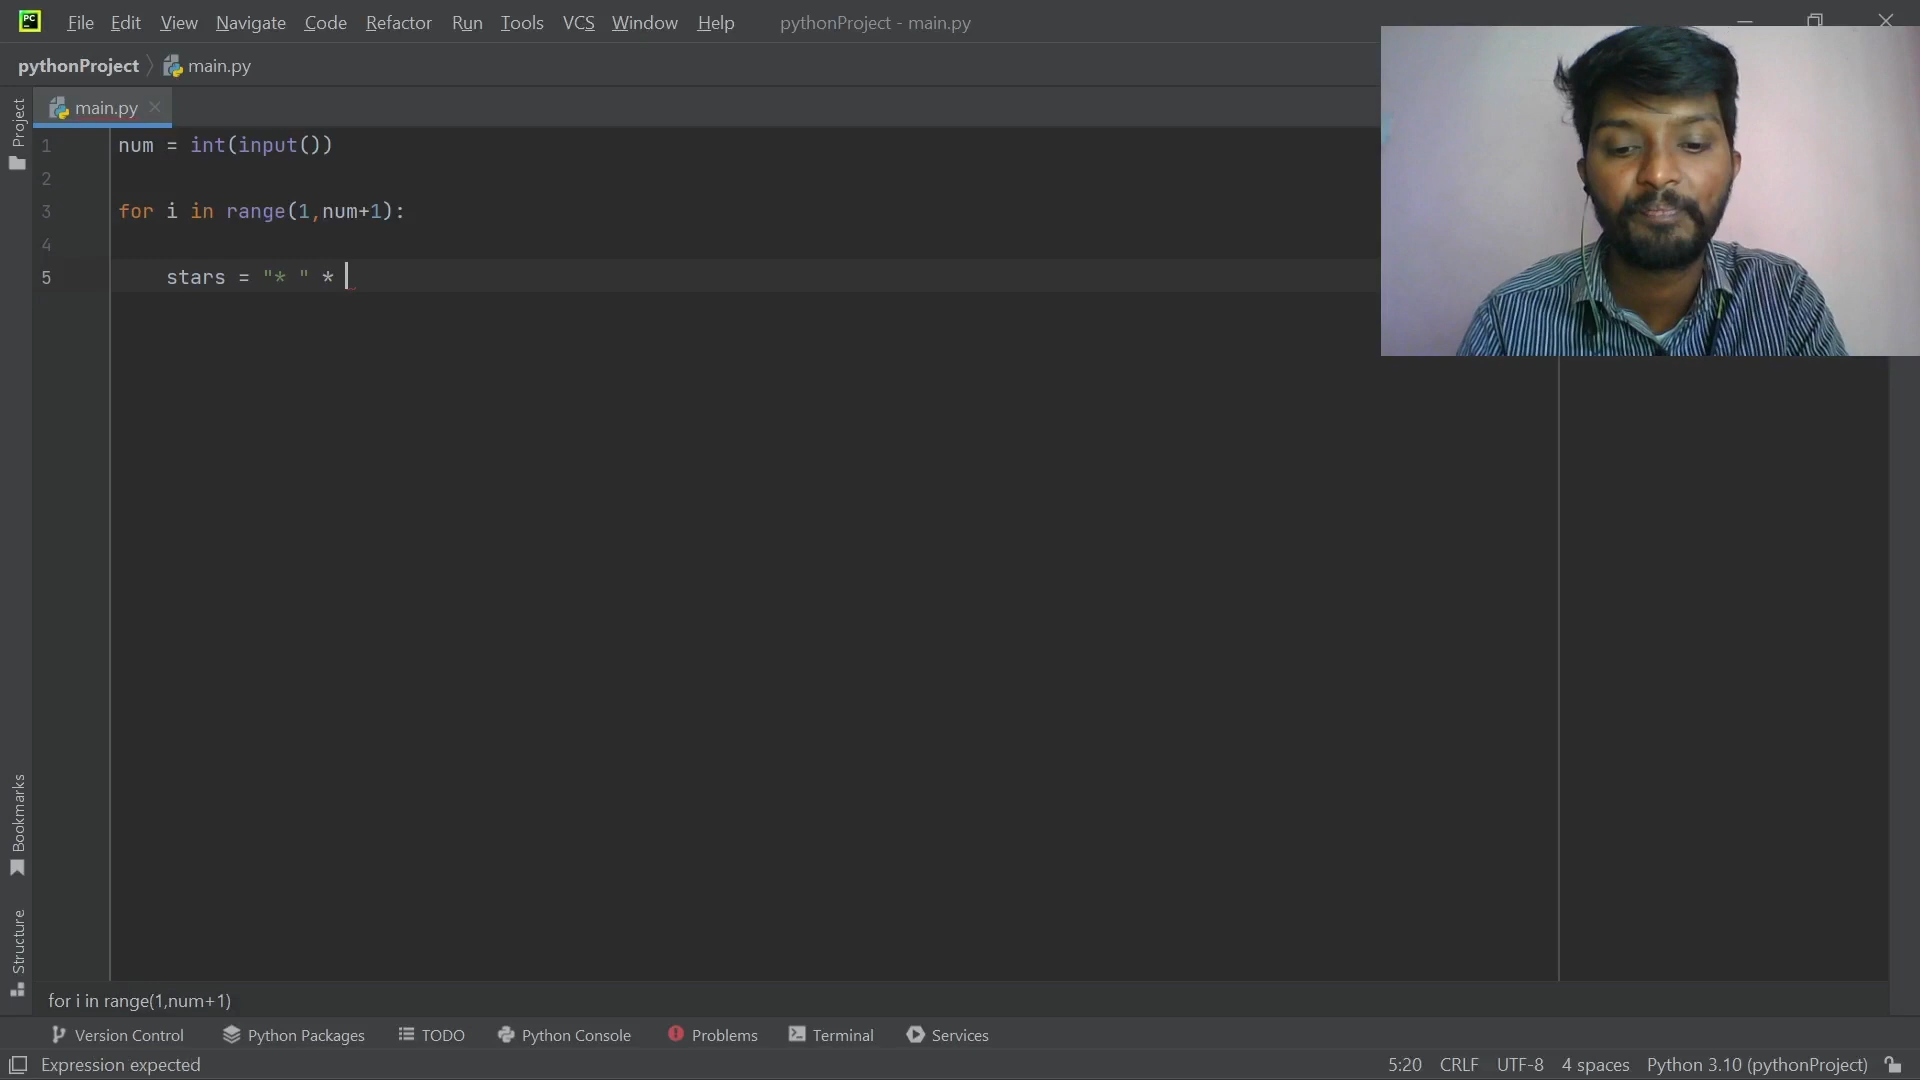 PC File Edit View Navigate Code Refactor Run Tools VCS Window Help pythonProject - main.py
pythonProject main.py
Project
main.py
1 num = int(input())
2
3 for i in range(1,num+1):
4
5 stars = "* " *
Bookmarks
Structure
for i in range(1,num+1)
Version Control Python Packages TODO Python Console Problems Terminal Services
Expression expected 5:20 CRLF UTF-8 4 spaces Python 3.10 (pythonProject)